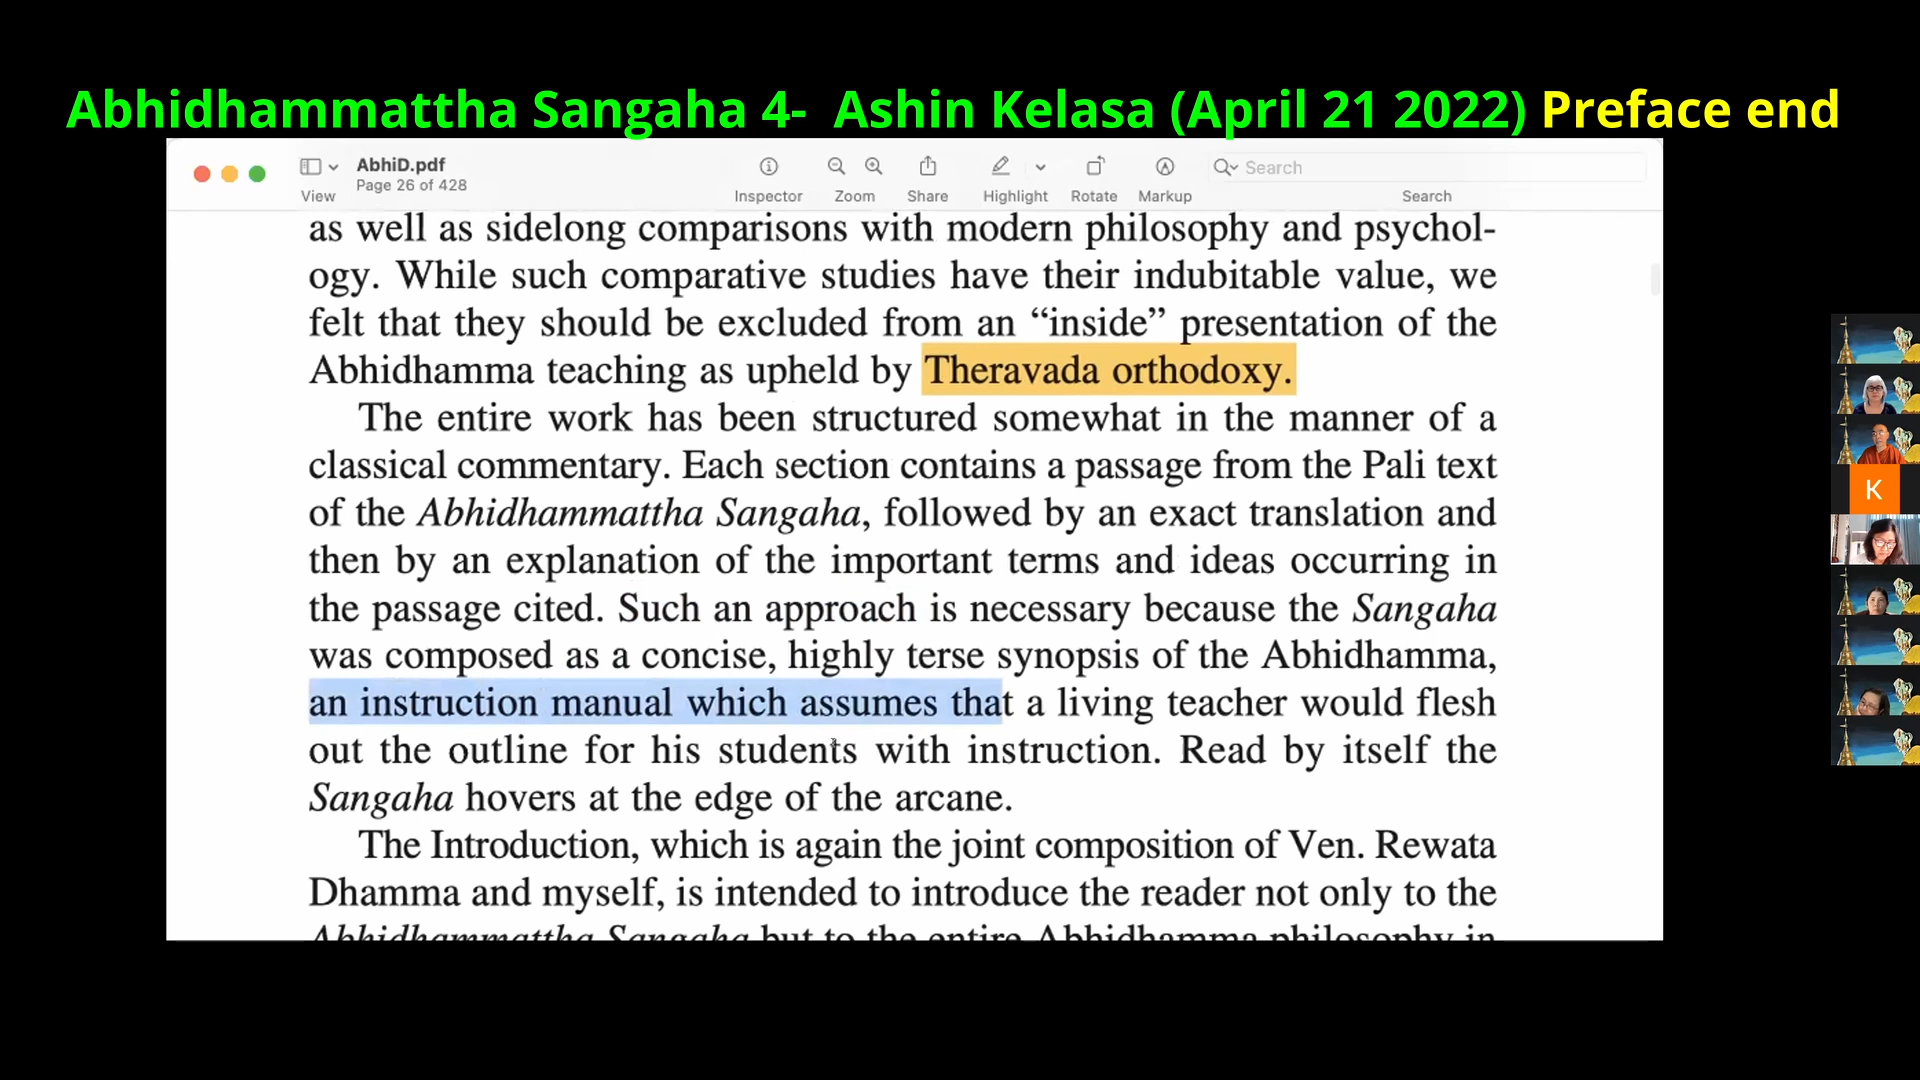 Abhidhammattha Sangaha 4- Ashin Kelasa (April 21 2022) Preface end
AbhiD.pdf
Page 26 of 428
View
Inspector
Zoom
Share
Highlight
Rotate
Markup
Search
Search
as well as sidelong comparisons with modern philosophy and psychol-
ogy. While such comparative studies have their indubitable value, we
felt that they should be excluded from an “inside” presentation of the
Abhidhamma teaching as upheld by Theravada orthodoxy.
The entire work has been structured somewhat in the manner of a
classical commentary. Each section contains a passage from the Pali text
of the Abhidhammattha Sangaha, followed by an exact translation and
then by an explanation of the important terms and ideas occurring in
the passage cited. Such an approach is necessary because the Sangaha
was composed as a concise, highly terse synopsis of the Abhidhamma,
an instruction manual which assumes that a living teacher would flesh
out the outline for his students with instruction. Read by itself the
Sangaha hovers at the edge of the arcane.
The Introduction, which is again the joint composition of Ven. Rewata
Dhamma and myself, is intended to introduce the reader not only to the
Abhidhammattha Sangaha but to the entire Abhidhamma philosophy in
K